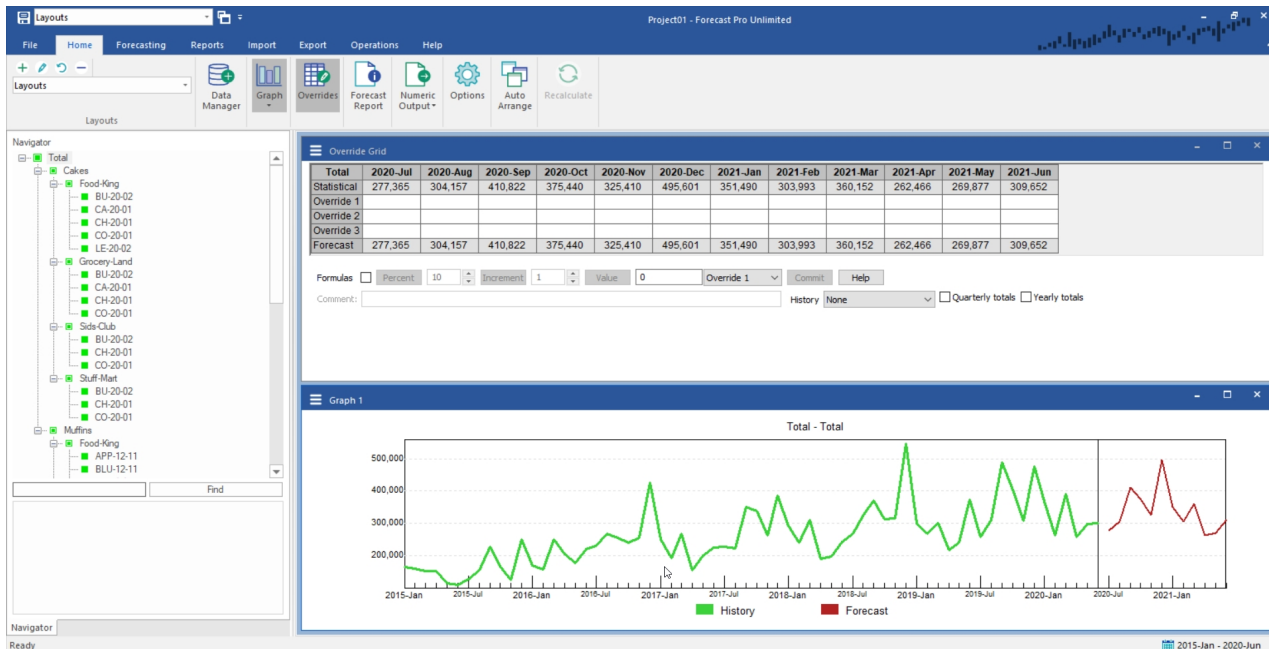 Layouts
Project01 - Forecast Pro Unlimited
File Home Forecasting Reports Import Export Operations Help
Layouts
Data Manager
Graph
Overrides
Forecast Report
Numeric Output
Options
Auto Arrange
Recalculate
Layouts
Navigator
Total
Cakes
Food-King
BU-20-02
CA-20-01
CH-20-01
CO-20-01
LE-20-02
Grocery-Land
BU-20-02
CA-20-01
CH-20-01
CO-20-01
Sids-Club
BU-20-02
CH-20-01
CO-20-01
Stuff-Mart
BU-20-02
CH-20-01
CO-20-01
Muffins
Food-King
APP-12-11
BLU-12-11
Find
Navigator
Override Grid
Total 2020-Jul 2020-Aug 2020-Sep 2020-Oct 2020-Nov 2020-Dec 2021-Jan 2021-Feb 2021-Mar 2021-Apr 2021-May 2021-Jun
Statistical 277,365 304,157 410,822 375,440 325,410 495,601 351,490 303,993 360,152 262,466 269,877 309,652
Override 1
Override 2
Override 3
Forecast 277,365 304,157 410,822 375,440 325,410 495,601 351,490 303,993 360,152 262,466 269,877 309,652
Formulas Percent 10 Increment 1 Value 0 Override 1 Commit Help
Comment: History None Quarterly totals Yearly totals
Graph 1
Total - Total
500,000
400,000
300,000
200,000
2015-Jan 2015-Jul 2016-Jan 2016-Jul 2017-Jan 2017-Jul 2018-Jan 2018-Jul 2019-Jan 2019-Jul 2020-Jan 2020-Jul 2021-Jan
History Forecast
Ready
2015-Jan - 2020-Jun